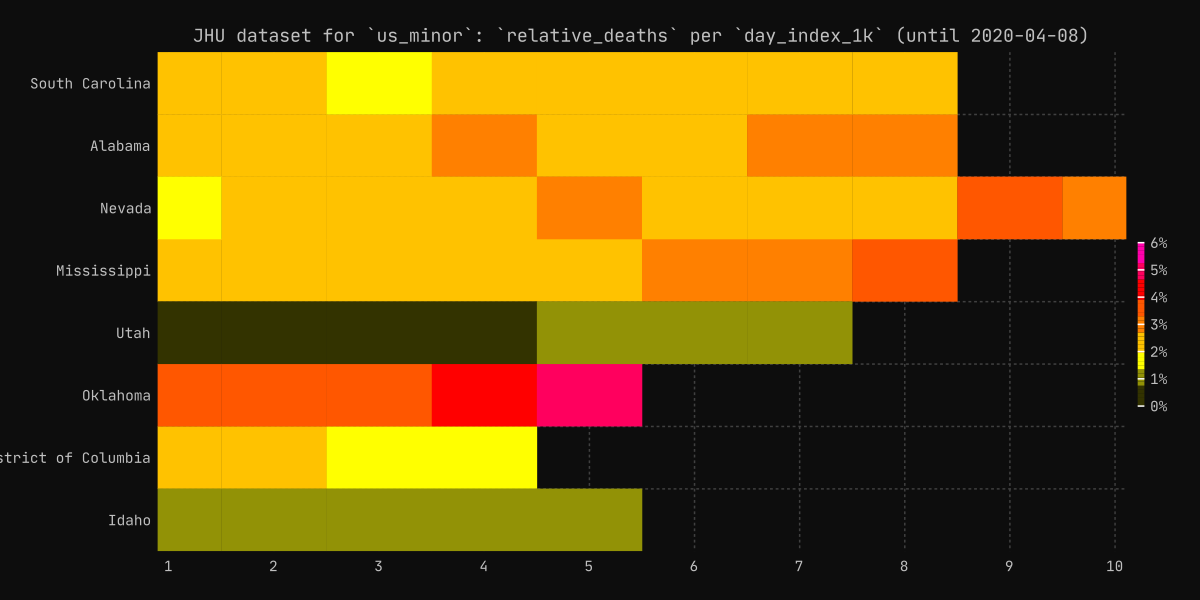 JHU dataset for `us_minor`: `relative_deaths` per `day_index_1k` (until 2020-04-08)
South Carolina
Alabama
Nevada
Mississippi
Utah
Oklahoma
strict of Columbia
Idaho
6%
5%
4%
3%
2%
1%
0%
1 2 3 4 5 6 7 8 9 10